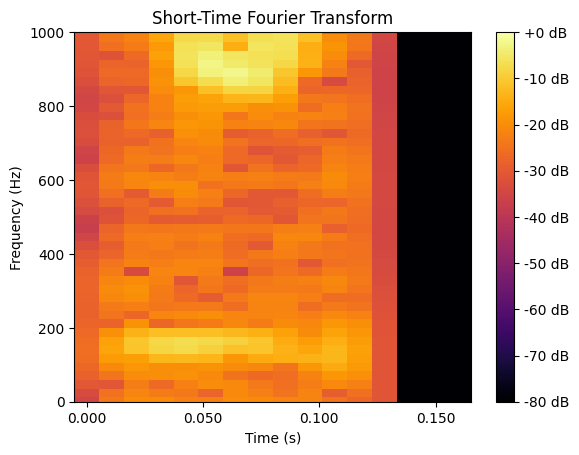 Short-Time Fourier Transform
1000
800
600
400
200
0
Frequency (Hz)
0.000
0.050
0.100
0.150
Time (s)
+0 dB
-10 dB
-20 dB
-30 dB
-40 dB
-50 dB
-60 dB
-70 dB
-80 dB